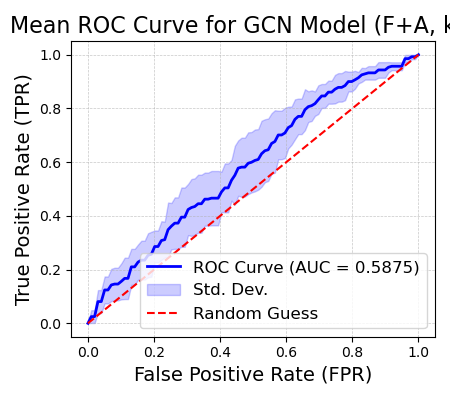 Mean ROC Curve for GCN Model (F+A, k
1.0
0.8
0.6
0.4
0.2
0.0
True Positive Rate (TPR)
ROC Curve (AUC = 0.5875)
Std. Dev.
Random Guess
0.0 0.2 0.4 0.6 0.8 1.0
False Positive Rate (FPR)